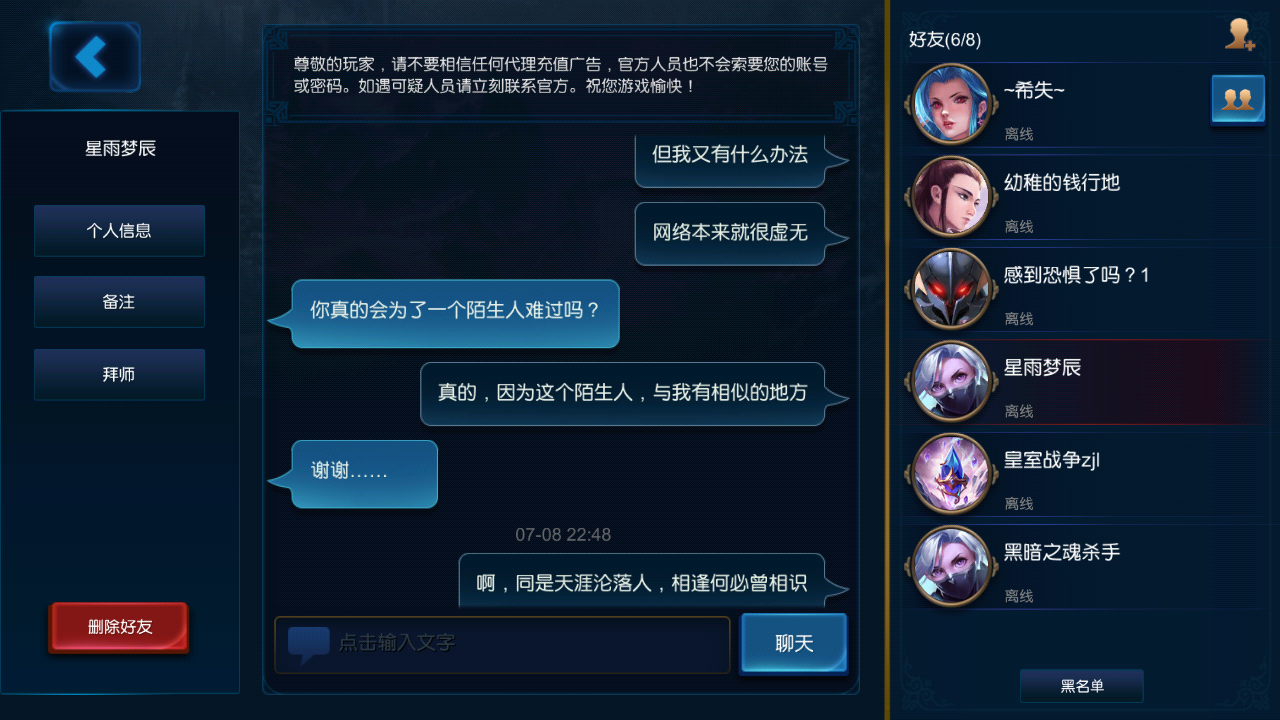 星雨梦辰
个人信息
备注
拜师
删除好友
尊敬的玩家，请不要相信任何代理充值广告，官方人员也不会索要您的账号
或密码。如遇可疑人员请立刻联系官方。祝您游戏愉快！
但我又有什么办法
网络本来就很虚无
你真的会为了一个陌生人难过吗？
真的，因为这个陌生人，与我有相似的地方
谢谢……
07-08 22:48
啊，同是天涯沦落人，相逢何必曾相识
点击输入文字
聊天
好友(6/8)
~希失~
离线
幼稚的钱行地
离线
感到恐惧了吗？1
离线
星雨梦辰
离线
皇室战争zjl
离线
黑暗之魂杀手
离线
黑名单